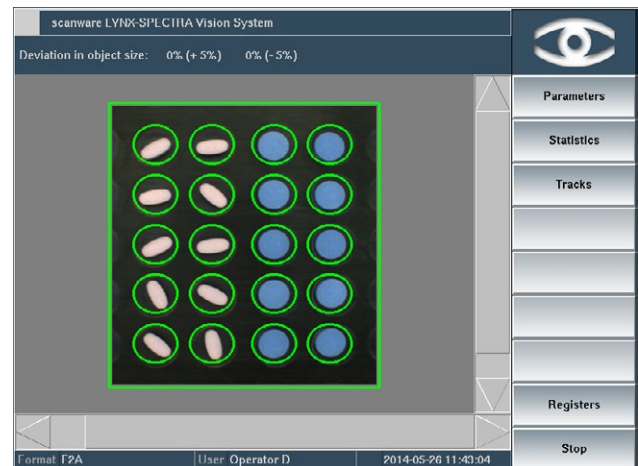 scanware LYNX-SPECTRA Vision System
Deviation in object size: 0% (+ 5%) 0% (- 5%)
Parameters
Statistics
Tracks
Registers
Stop
Format F2A User Operator D 2014-05-26 11:43:04